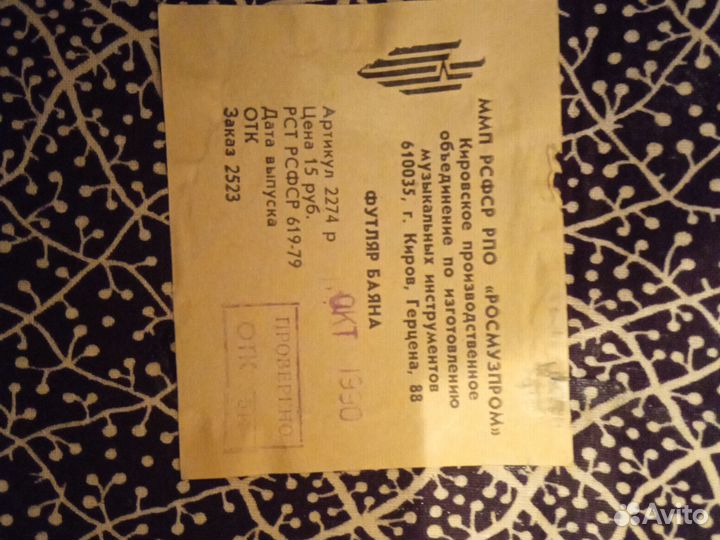 ММП РСФСР РПО «РОСМУЗПРОМ»
Кировское производственное
объединение по изготовлению
музыкальных инструментов
610035, г. Киров, Герцена, 88
ФУТЛЯР БАЯНА
Артикул 2274 р
Цена 15 руб.
РСТ РСФСР 619-79
Дата выпуска
ОТК
Заказ 2523
ОКТ 1990
ПРОВЕРЕНО
ОТК
Avito